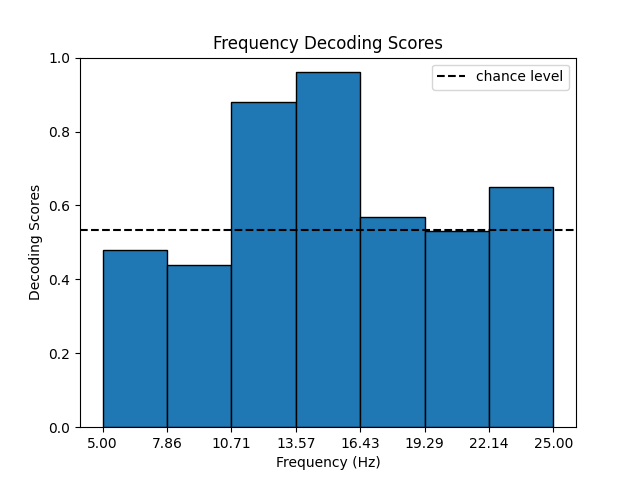 Frequency Decoding Scores
chance level
1.0
0.8
0.6
0.4
0.2
0.0
Decoding Scores
5.00 7.86 10.71 13.57 16.43 19.29 22.14 25.00
Frequency (Hz)